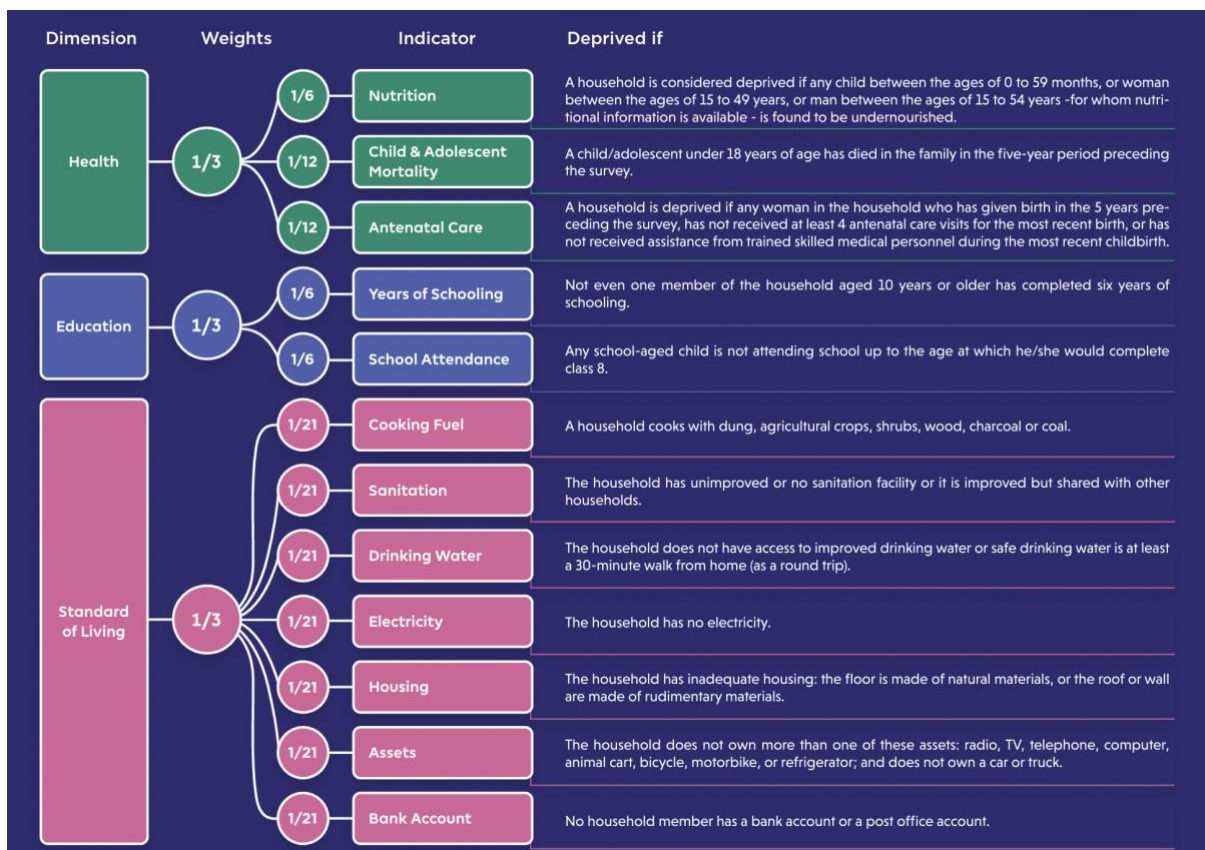 Dimension Weights Indicator Deprived if
Health
1/3
1/6
Nutrition
A household is considered deprived if any child between the ages of 0 to 59 months, or woman
between the ages of 15 to 49 years, or man between the ages of 15 to 54 years -for whom nutri-
tional information is available - is found to be undernourished.
1/12
Child & Adolescent
Mortality
A child/adolescent under 18 years of age has died in the family in the five-year period preceding
the survey.
1/12
Antenatal Care
A household is deprived if any woman in the household who has given birth in the 5 years pre-
ceding the survey, has not received at least 4 antenatal care visits for the most recent birth, or has
not received assistance from trained skilled medical personnel during the most recent childbirth.
Education
1/3
1/6
Years of Schooling
Not even one member of the household aged 10 years or older has completed six years of
schooling.
1/6
School Attendance
Any school-aged child is not attending school up to the age at which he/she would complete
class 8.
Standard
of Living
1/3
1/21
Cooking Fuel
A household cooks with dung, agricultural crops, shrubs, wood, charcoal or coal.
1/21
Sanitation
The household has unimproved or no sanitation facility or it is improved but shared with other
households.
1/21
Drinking Water
The household does not have access to improved drinking water or safe drinking water is at least
a 30-minute walk from home (as a round trip).
1/21
Electricity
The household has no electricity.
1/21
Housing
The household has inadequate housing: the floor is made of natural materials, or the roof or wall
are made of rudimentary materials.
1/21
Assets
The household does not own more than one of these assets: radio, TV, telephone, computer,
animal cart, bicycle, motorbike, or refrigerator; and does not own a car or truck.
1/21
Bank Account
No household member has a bank account or a post office account.